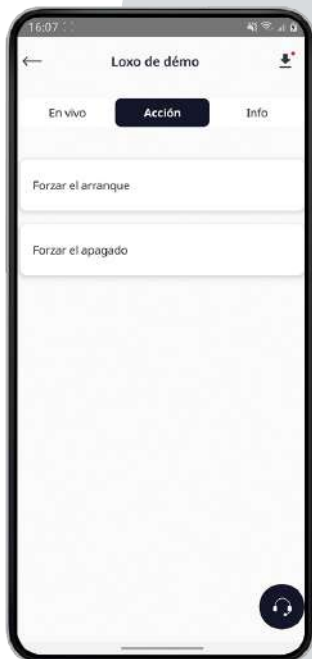 16:07
Loxo de démo
En vivo Acción Info
Forzar el arranque
Forzar el apagado